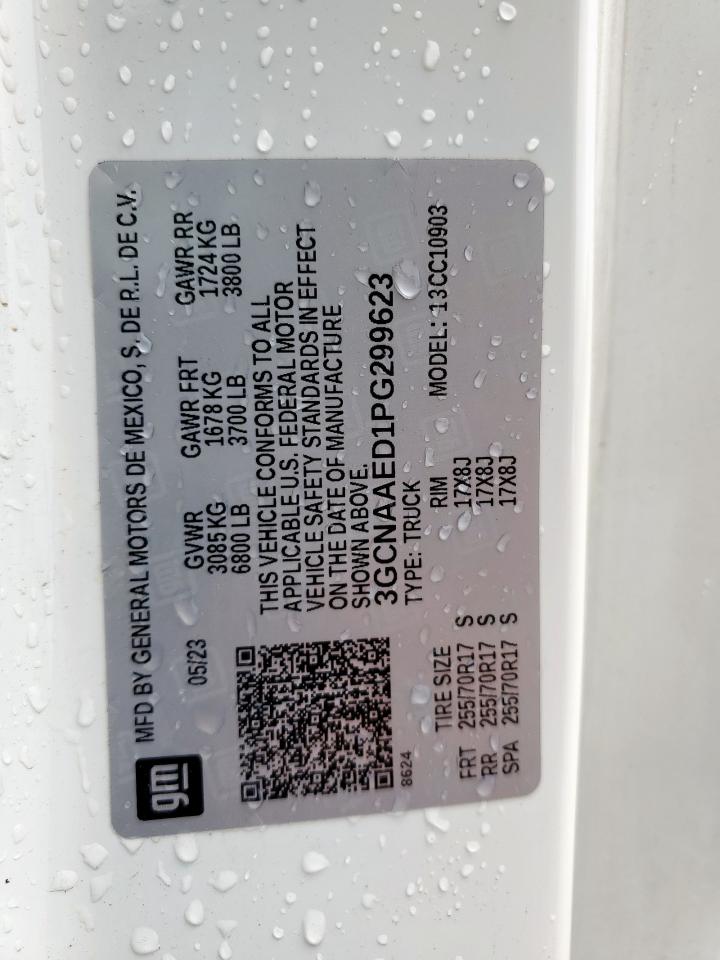 gm
MFD BY GENERAL MOTORS DE MEXICO, S. DE R.L. DE C.V.
05/23
GVWR GAWR FRT GAWR RR
3085 KG 1678 KG 1724 KG
6800 LB 3700 LB 3800 LB
THIS VEHICLE CONFORMS TO ALL
APPLICABLE U.S. FEDERAL MOTOR
VEHICLE SAFETY STANDARDS IN EFFECT
ON THE DATE OF MANUFACTURE
SHOWN ABOVE.
3GCNAAED1PG299623
8624
TYPE: TRUCK MODEL: 13CC10903
TIRE SIZE RIM
FRT 255/70R17 S 17X8J
RR 255/70R17 S 17X8J
SPA 255/70R17 S 17X8J